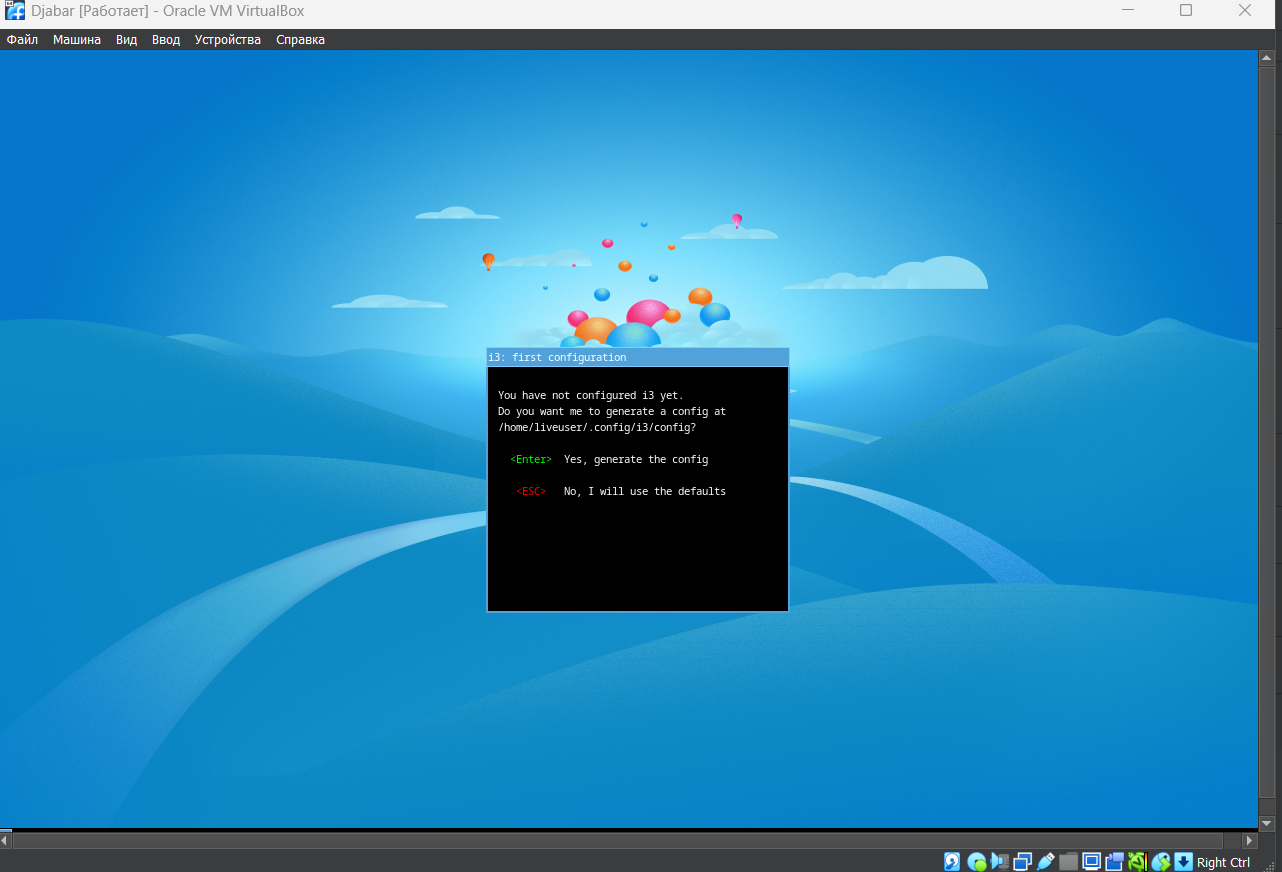 Djabar [Работает] - Oracle VM VirtualBox
Файл Машина Вид Ввод Устройства Справка
i3: first configuration
You have not configured i3 yet.
Do you want me to generate a config at
/home/liveuser/.config/i3/config?
<Enter> Yes, generate the config
<ESC> No, I will use the defaults
Right Ctrl